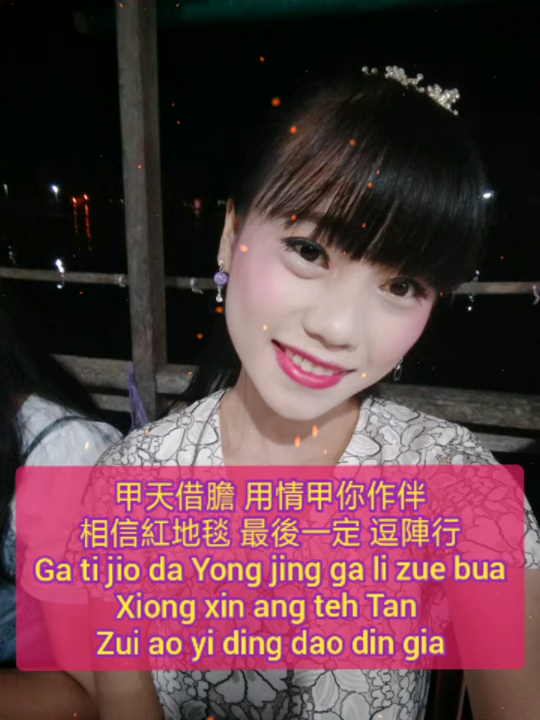 甲天借膽 用情甲你作伴
相信紅地毯 最後一定 逗陣行
Ga ti jio da Yong jing ga li zue bua
Xiong xin ang teh Tan
Zui ao yi ding dao din gia